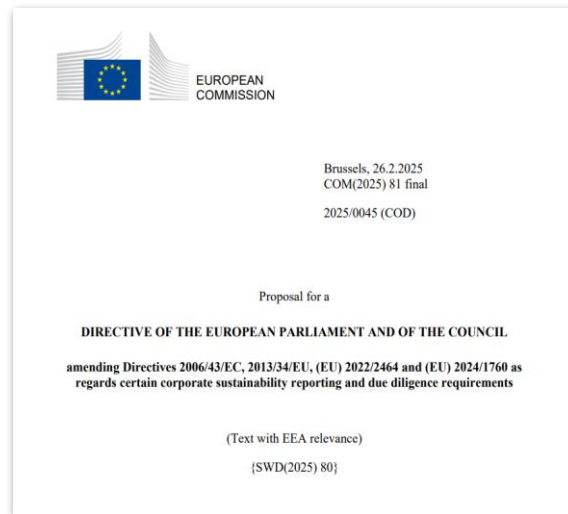 EUROPEAN
COMMISSION
Brussels, 26.2.2025
COM(2025) 81 final
2025/0045 (COD)
Proposal for a
DIRECTIVE OF THE EUROPEAN PARLIAMENT AND OF THE COUNCIL
amending Directives 2006/43/EC, 2013/34/EU, (EU) 2022/2464 and (EU) 2024/1760 as
regards certain corporate sustainability reporting and due diligence requirements
(Text with EEA relevance)
{SWD(2025) 80}